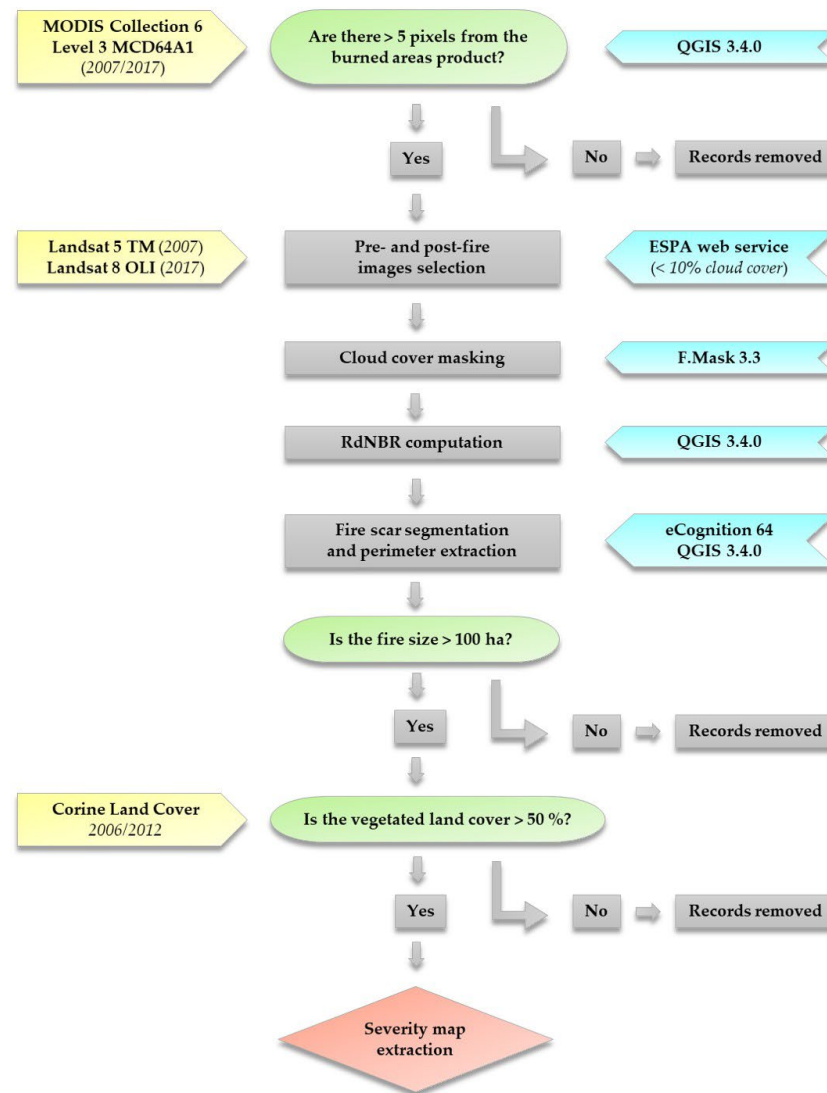 MODIS Collection 6
Level 3 MCD64A1
(2007/2017)
Are there > 5 pixels from the
burned areas product?
QGIS 3.4.0
Yes
No
Records removed
Landsat 5 TM (2007)
Landsat 8 OLI (2017)
Pre- and post-fire
images selection
ESPA web service
(< 10% cloud cover)
Cloud cover masking
F.Mask 3.3
RdNBR computation
QGIS 3.4.0
Fire scar segmentation
and perimeter extraction
eCognition 64
QGIS 3.4.0
Is the fire size > 100 ha?
Yes
No
Records removed
Corine Land Cover
2006/2012
Is the vegetated land cover > 50 %?
Yes
No
Records removed
Severity map
extraction